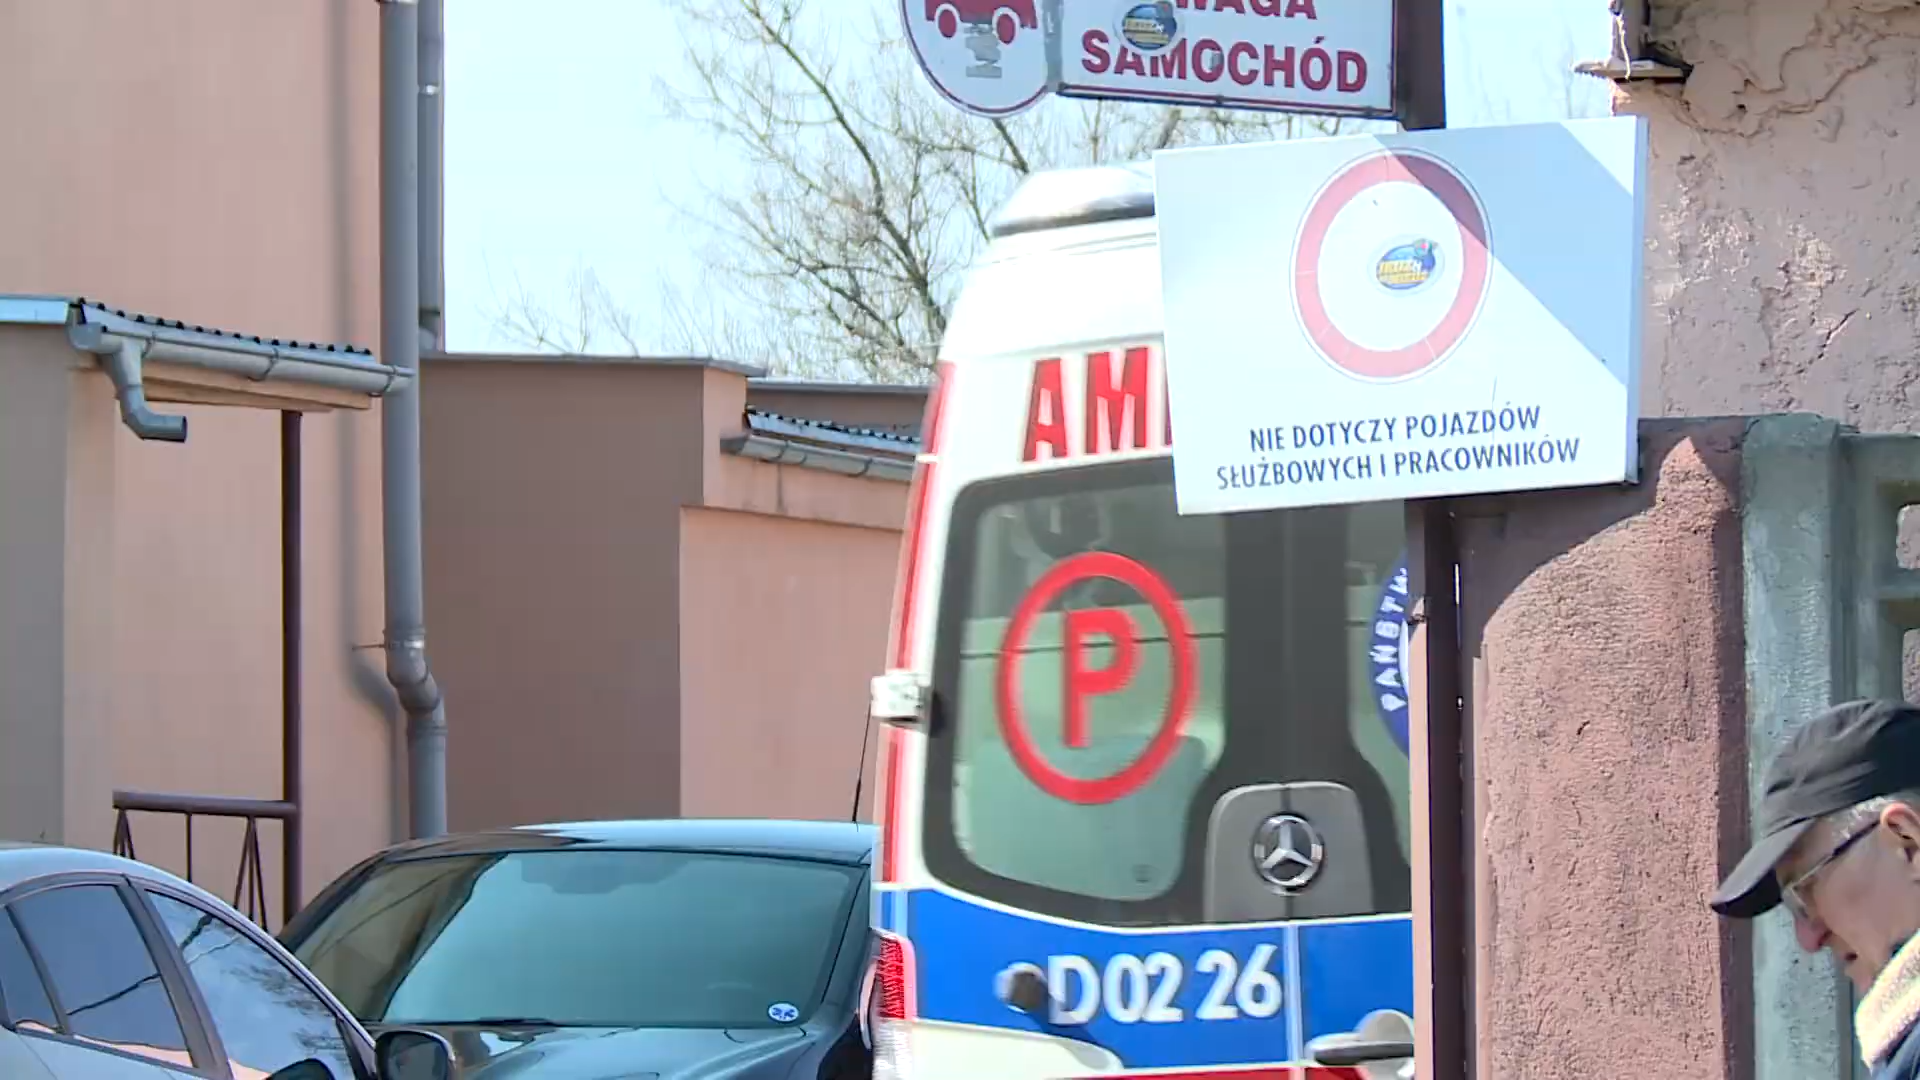 SAMOCHÓD
NIE DOTYCZY POJAZDÓW
SŁUŻBOWYCH I PRACOWNIKÓW
AM
P
D02 26